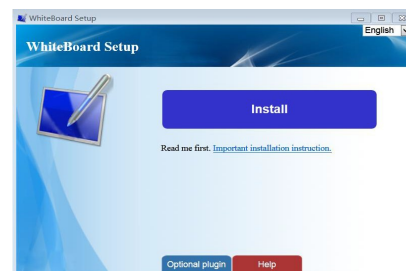 WhiteBoard Setup
English
WhiteBoard Setup
Install
Read me first. Important installation instruction.
Optional plugin
Help